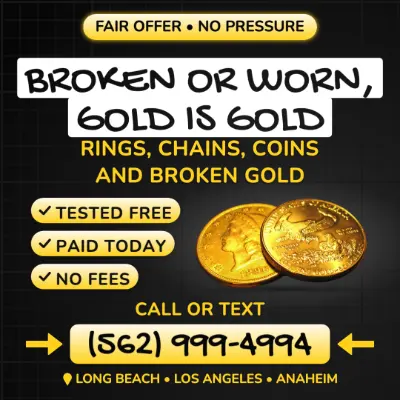 FAIR OFFER • NO PRESSURE
BROKEN OR WORN,
GOLD IS GOLD
RINGS, CHAINS, COINS
AND BROKEN GOLD
TESTED FREE
PAID TODAY
NO FEES
CALL OR TEXT
(562) 999-4994
LONG BEACH • LOS ANGELES • ANAHEIM